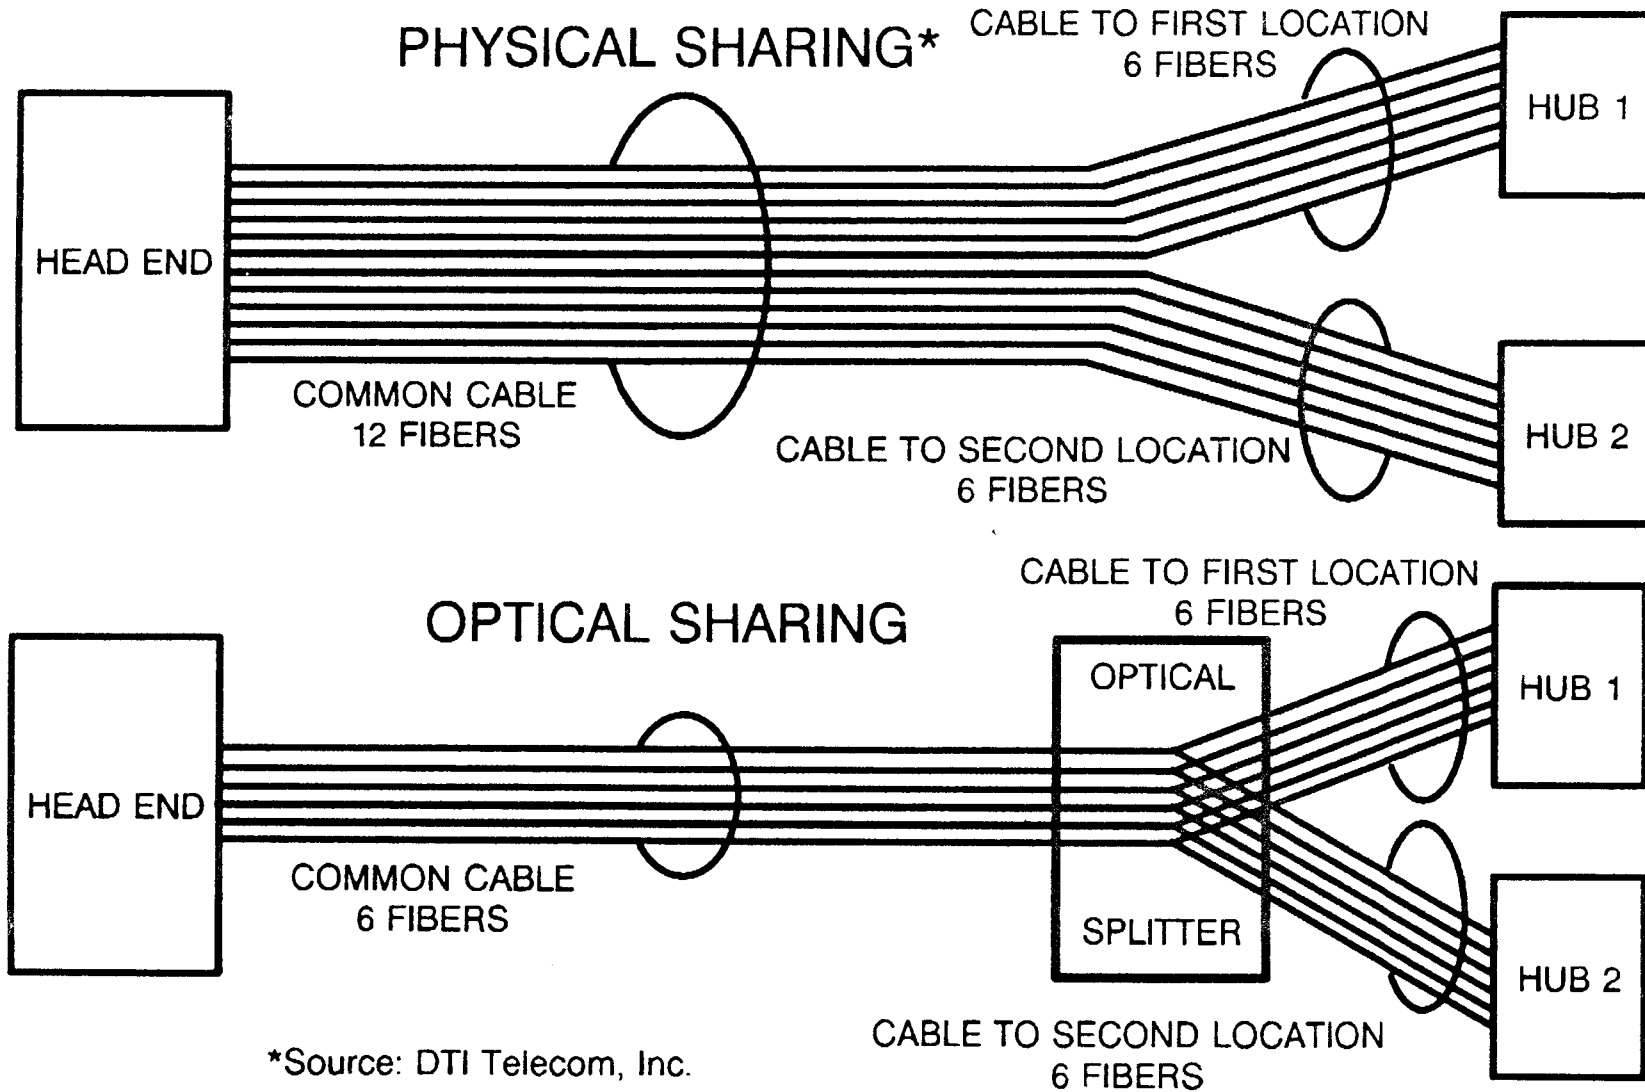 PHYSICAL SHARING*
CABLE TO FIRST LOCATION
6 FIBERS
HUB 1
HEAD END
COMMON CABLE
12 FIBERS
CABLE TO SECOND LOCATION
6 FIBERS
HUB 2
OPTICAL SHARING
CABLE TO FIRST LOCATION
6 FIBERS
OPTICAL
SPLITTER
HUB 1
HEAD END
COMMON CABLE
6 FIBERS
HUB 2
CABLE TO SECOND LOCATION
6 FIBERS
*Source: DTI Telecom, Inc.